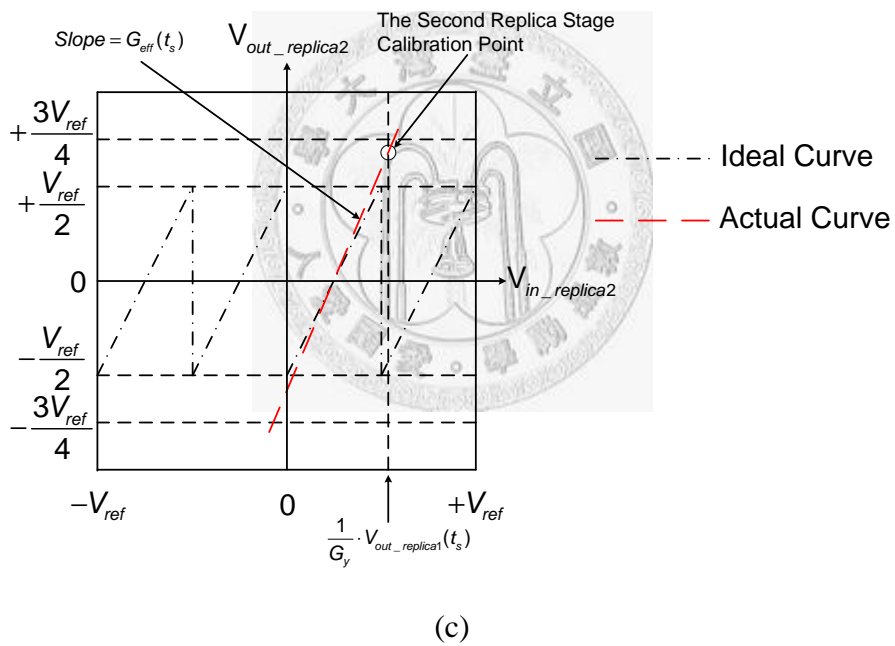 Slope = G_eff(t_s)
V_out_replica2
The Second Replica Stage
Calibration Point
+3V_ref/4
+V_ref/2
0
-V_ref/2
-3V_ref/4
V_in_replica2
Ideal Curve
Actual Curve
-V_ref
0
+V_ref
1/G_y · V_out_replica1(t_s)
(c)